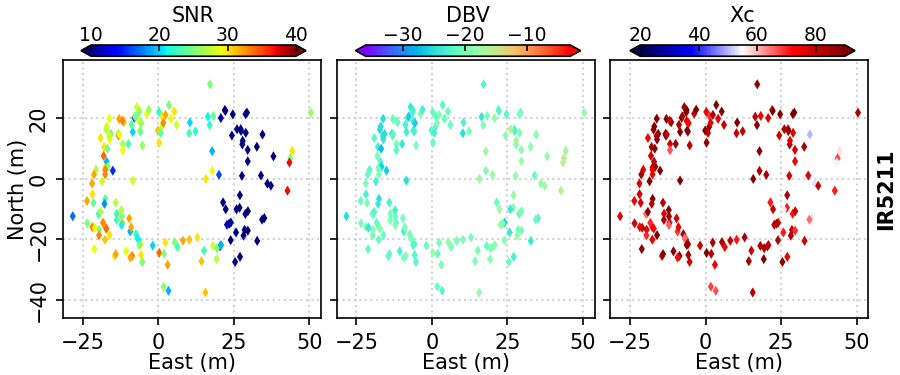 SNR DBV Xc
10 20 30 40 −30 −20 −10 20 40 60 80
North (m)
20
0
−20
−40
−25 0 25 50 −25 0 25 50 −25 0 25 50
East (m) East (m) East (m)
IR5211